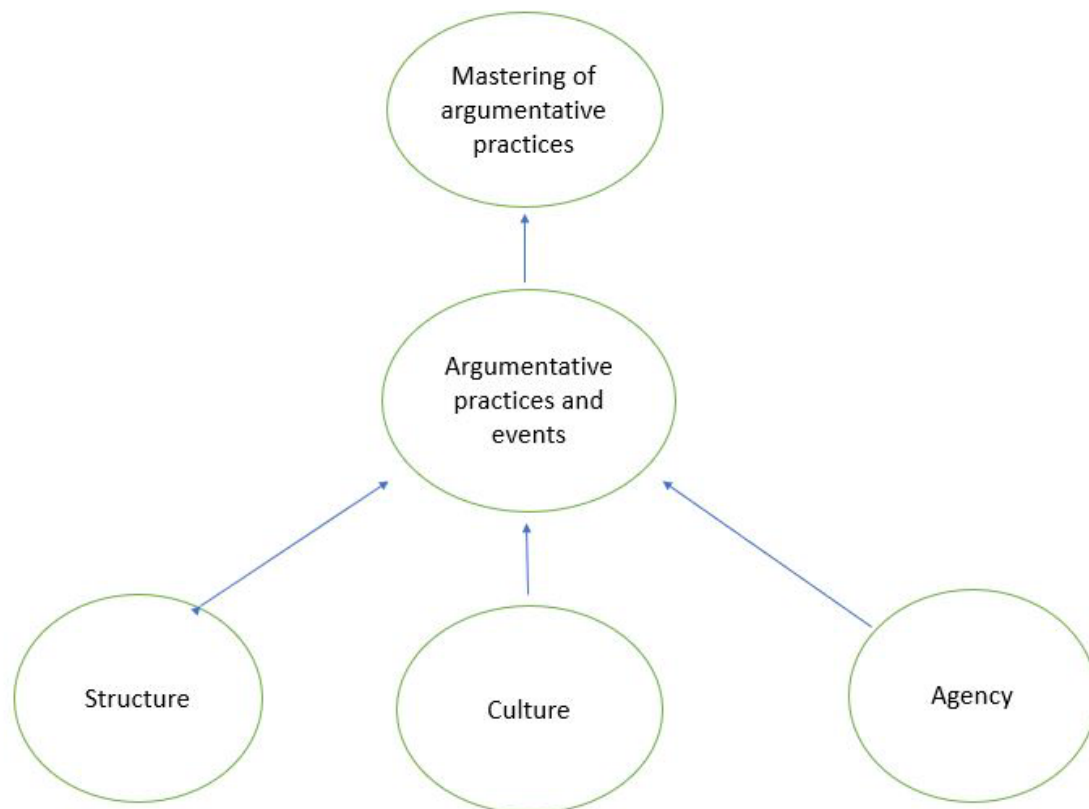 Mastering of
argumentative
practices
Argumentative
practices and
events
Structure
Culture
Agency